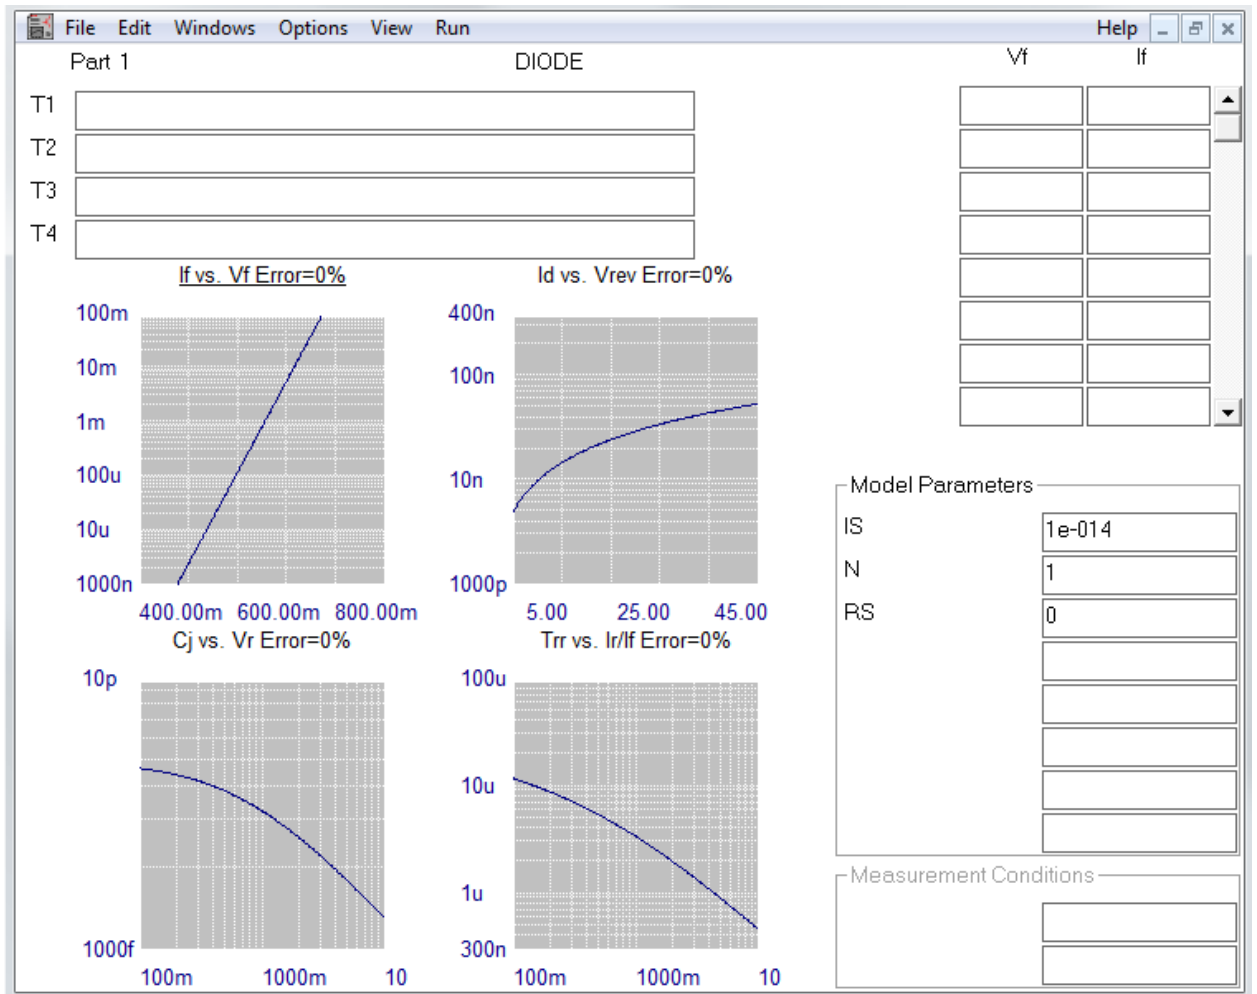 File Edit Windows Options View Run Help
Part 1 DIODE Vf If
T1
T2
T3
T4
If vs. Vf Error=0%
100m
10m
1m
100u
10u
1000n
400.00m 600.00m 800.00m
Id vs. Vrev Error=0%
400n
100n
10n
1000p
5.00 25.00 45.00
Cj vs. Vr Error=0%
10p
1000f
100m 1000m 10
Trr vs. Ir/If Error=0%
100u
10u
1u
300n
100m 1000m 10
Model Parameters
IS 1e-014
N 1
RS 0
Measurement Conditions